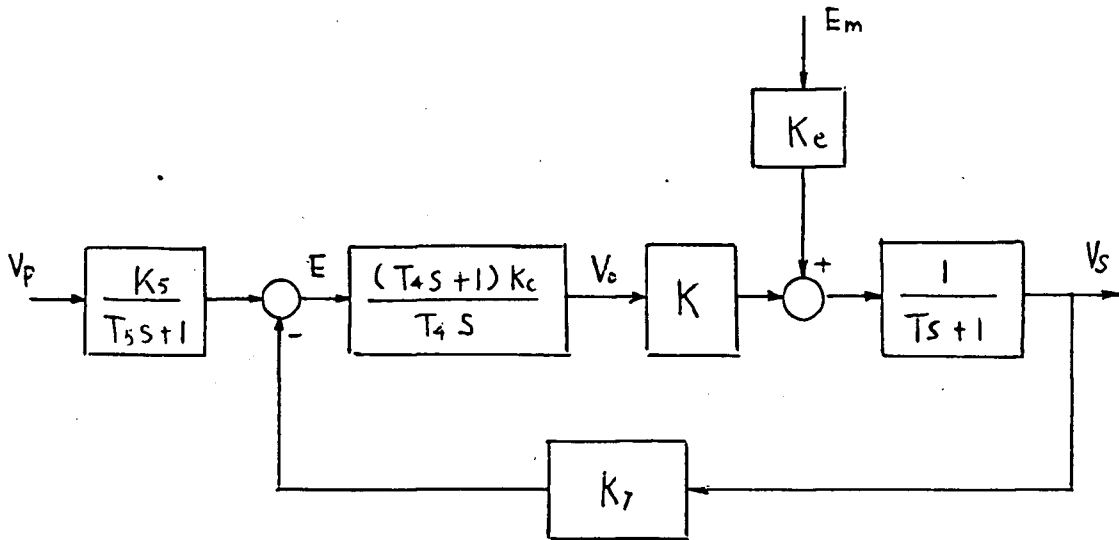 Em
Ke
Vp
K5
T5S+1
E
(T4S+1)Kc
T4S
Vc
K
+
1
TS+1
Vs
-
K7